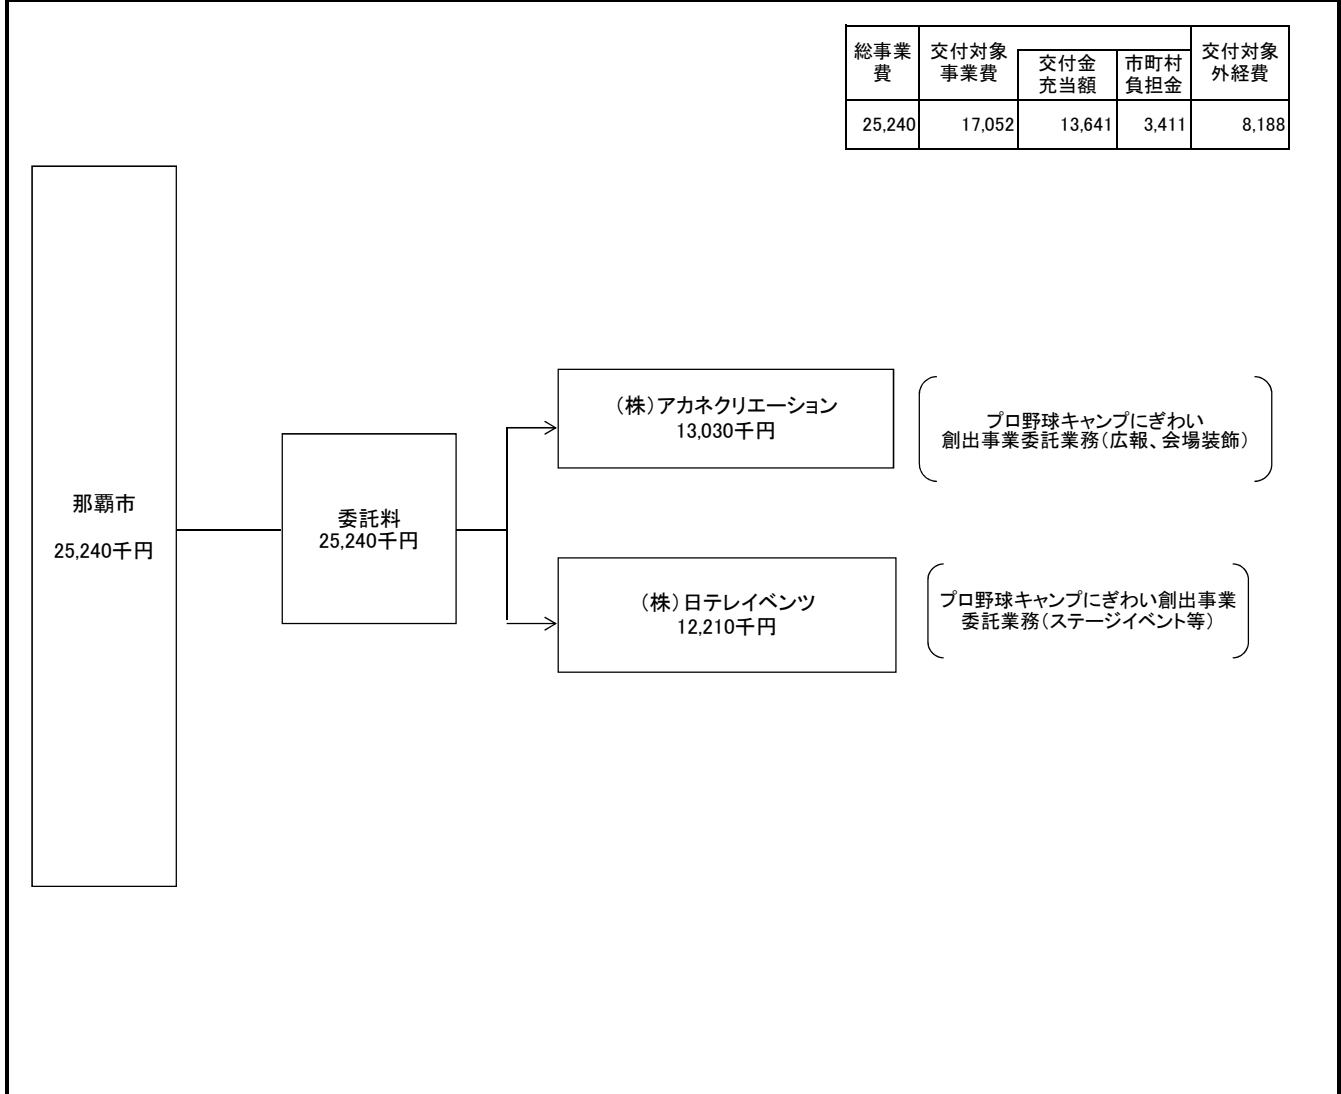 総事業
費
交付対象
事業費
交付金
充当額
市町村
負担金
交付対象
外経費
25,240
17,052
13,641
3,411
8,188
那覇市
25,240千円
委託料
25,240千円
（株）アカネクリエーション
13,030千円
プロ野球キャンプにぎわい
創出事業委託業務（広報、会場装飾）
（株）日テレイベンツ
12,210千円
プロ野球キャンプにぎわい創出事業
委託業務（ステージイベント等）